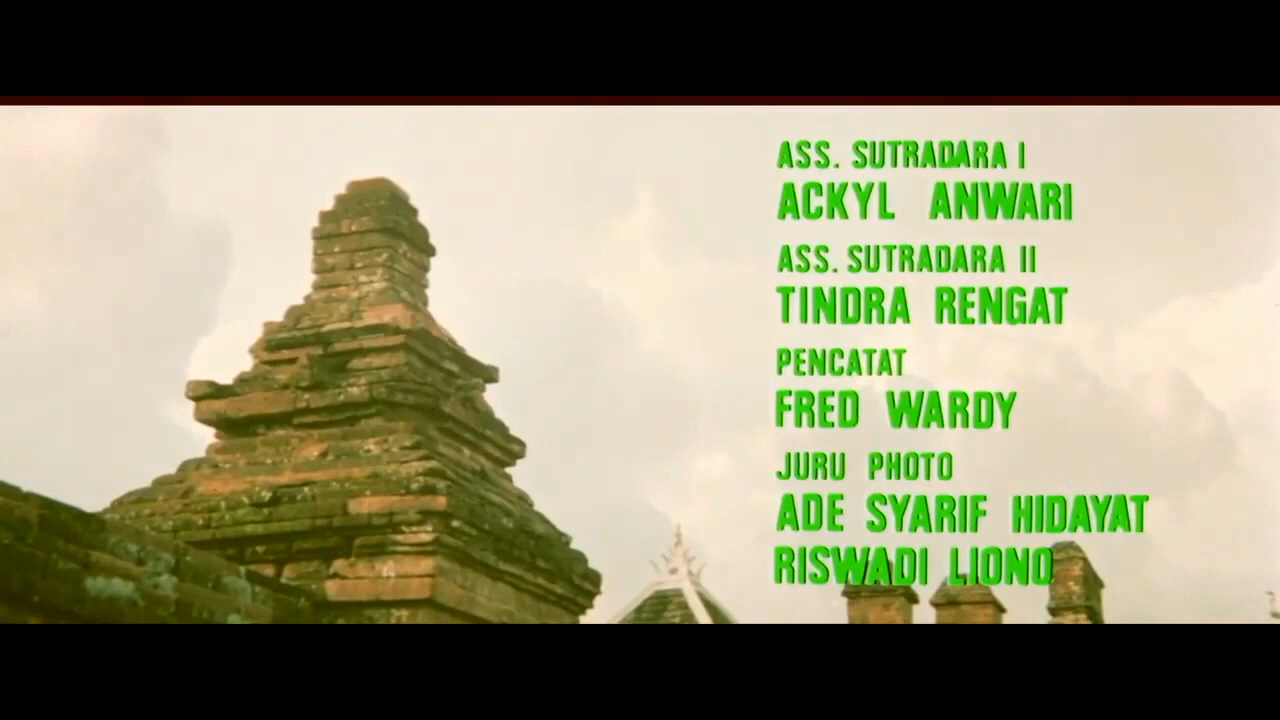 ASS. SUTRADARA I
ACKYL ANWARI
ASS. SUTRADARA II
TINDRA RENGAT
PENCATAT
FRED WARDY
JURU PHOTO
ADE SYARIF HIDAYAT
RISWADI LIONO